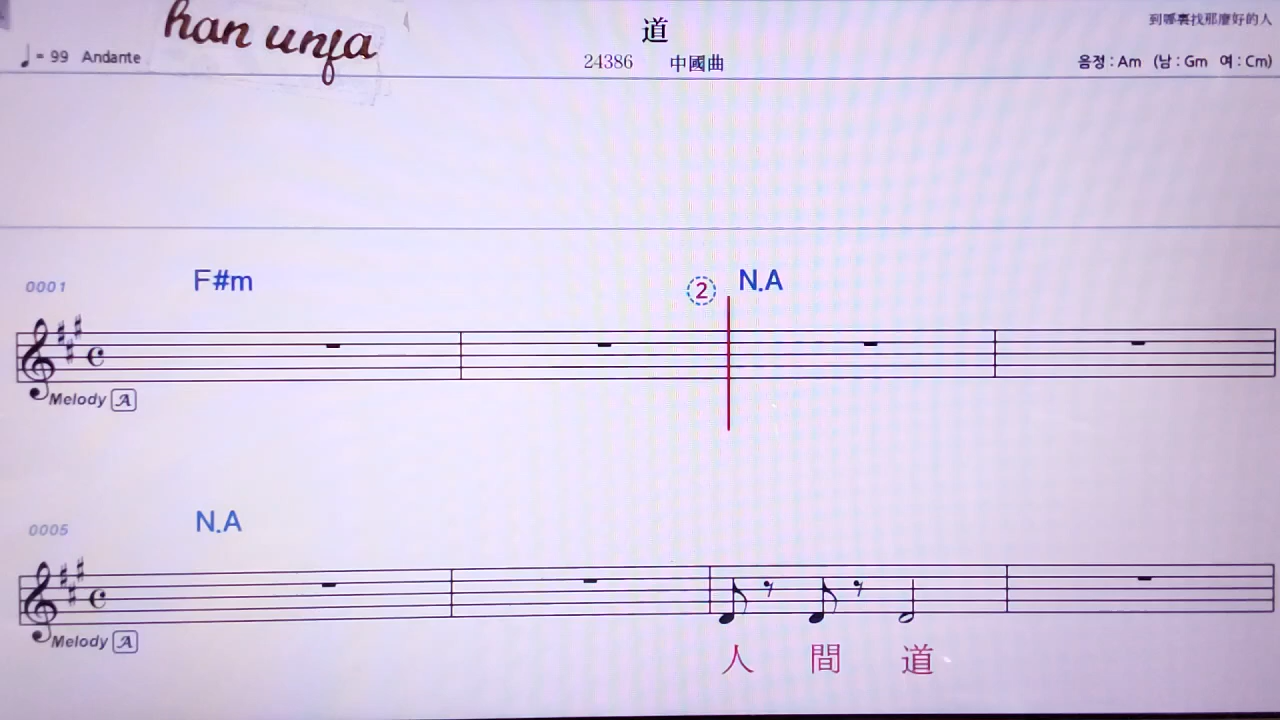 han unja
道
到哪裏找那麼好的人
♩= 99 Andante
24386 中國曲
음정 : Am (남 : Gm 여 : Cm)
0001 F#m ② N.A
Melody A
0005 N.A
Melody A
人 間 道